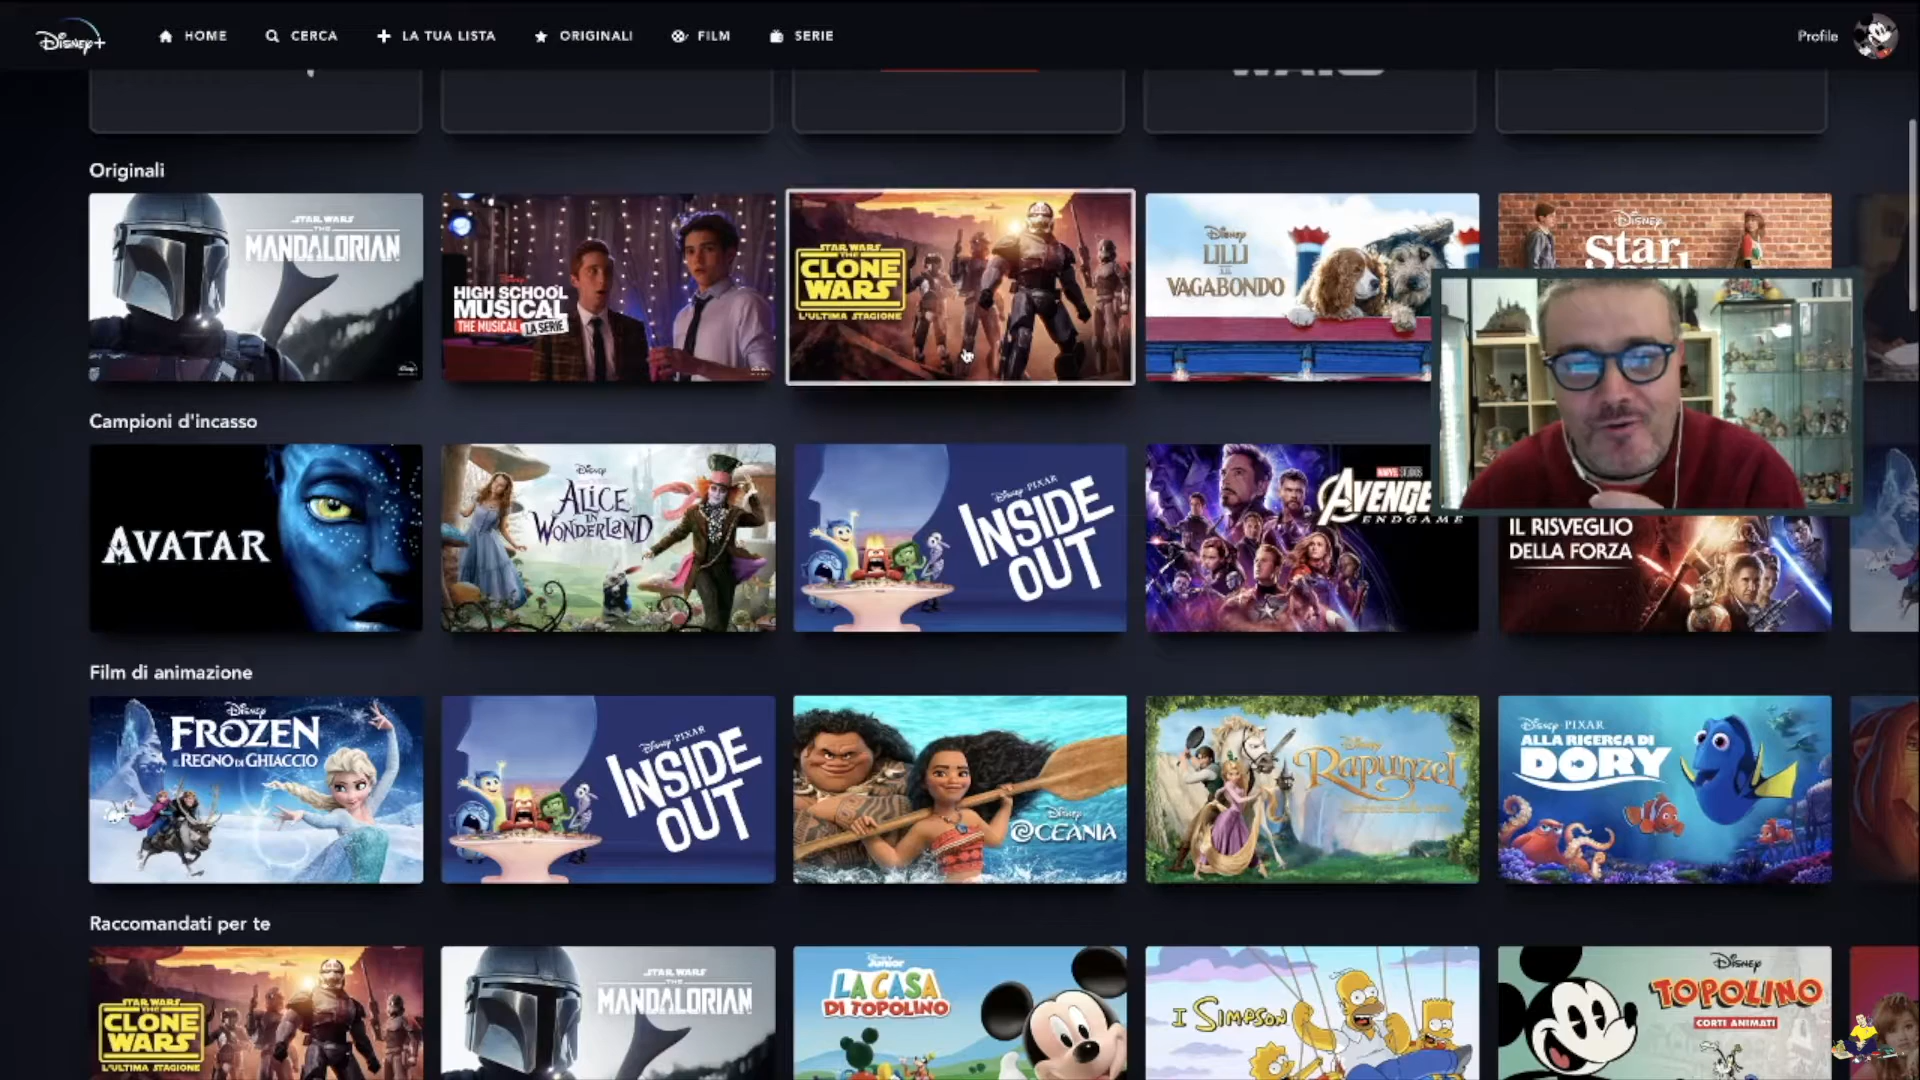 Disney+
HOME
CERCA
LA TUA LISTA
ORIGINALI
FILM
SERIE
Profile
Originali
STAR WARS
THE
MANDALORIAN
Disney
HIGH SCHOOL
MUSICAL
THE MUSICAL LA SERIE
STAR WARS
THE
CLONE
WARS
L'ULTIMA STAGIONE
Disney
LILLI
E IL
VAGABONDO
Disney
Star
Campioni d'incasso
AVATAR
Disney
ALICE
IN
WONDERLAND
Disney · PIXAR
INSIDE
OUT
MARVEL STUDIOS
AVENGE
ENDGAME
IL RISVEGLIO
DELLA FORZA
Film di animazione
Disney
FROZEN
IL REGNO DI GHIACCIO
Disney · PIXAR
INSIDE
OUT
Disney
OCEANIA
Disney
Rapunzel
Disney · PIXAR
ALLA RICERCA DI
DORY
Raccomandati per te
STAR WARS
THE
CLONE
WARS
L'ULTIMA STAGIONE
STAR WARS
THE
MANDALORIAN
Disney Junior
LA CASA
DI TOPOLINO
I SIMPSON
Disney
TOPOLINO
CORTI ANIMATI